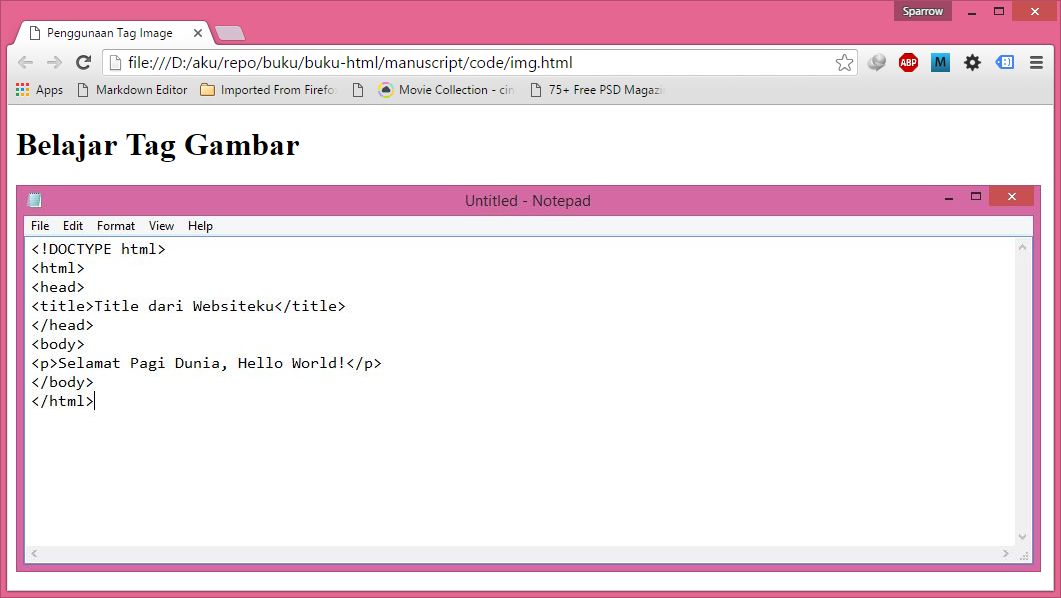 Sparrow
Penggunaan Tag Image
file:///D:/aku/repo/buku/buku-html/manuscript/code/img.html
ABP
M
Apps Markdown Editor Imported From Firefo Movie Collection - cin 75+ Free PSD Magazi
Belajar Tag Gambar
Untitled - Notepad
File Edit Format View Help
<!DOCTYPE html>
<html>
<head>
<title>Title dari Websiteku</title>
</head>
<body>
<p>Selamat Pagi Dunia, Hello World!</p>
</body>
</html>